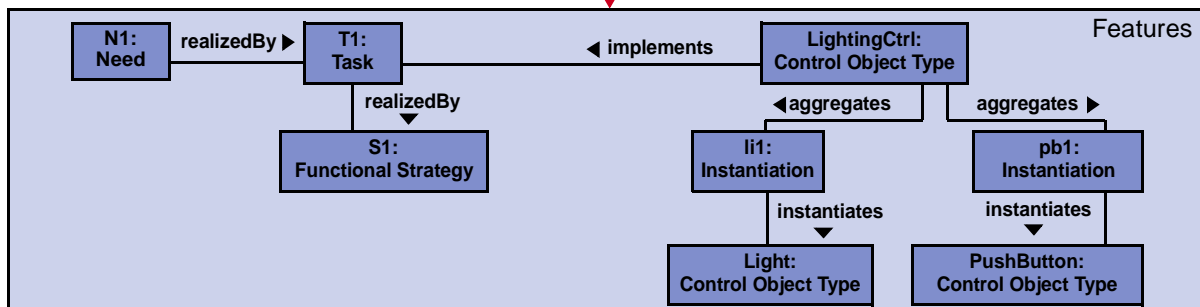 Features
N1:
Need
realizedBy
T1:
Task
implements
LightingCtrl:
Control Object Type
realizedBy
aggregates
aggregates
S1:
Functional Strategy
li1:
Instantiation
pb1:
Instantiation
instantiates
instantiates
Light:
Control Object Type
PushButton:
Control Object Type